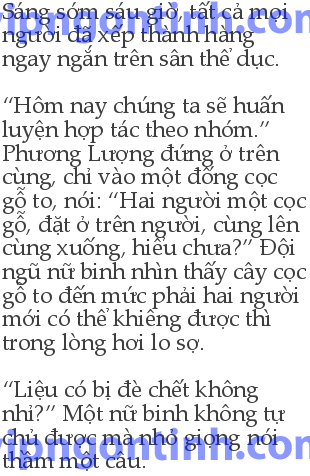 Sáng sớm sáu giờ, tất cả mọi
người đã xếp thành hàng
ngay ngắn trên sân thể dục.
“Hôm nay chúng ta sẽ huấn
luyện hợp tác theo nhóm.”
Phương Lượng đứng ở trên
cùng, chỉ vào một đống cọc
gỗ to, nói: “Hai người một cọc
gỗ, đặt ở trên người, cùng lên
cùng xuống, hiểu chưa?” Đội
ngũ nữ binh nhìn thấy cây cọc
gỗ to đến mức phải hai người
mới có thể khiêng được thì
trong lòng hơi lo sợ.
“Liệu có bị đè chết không
nhỉ?” Một nữ binh không tự
chủ được mà nhỏ giọng nói
thầm một câu.